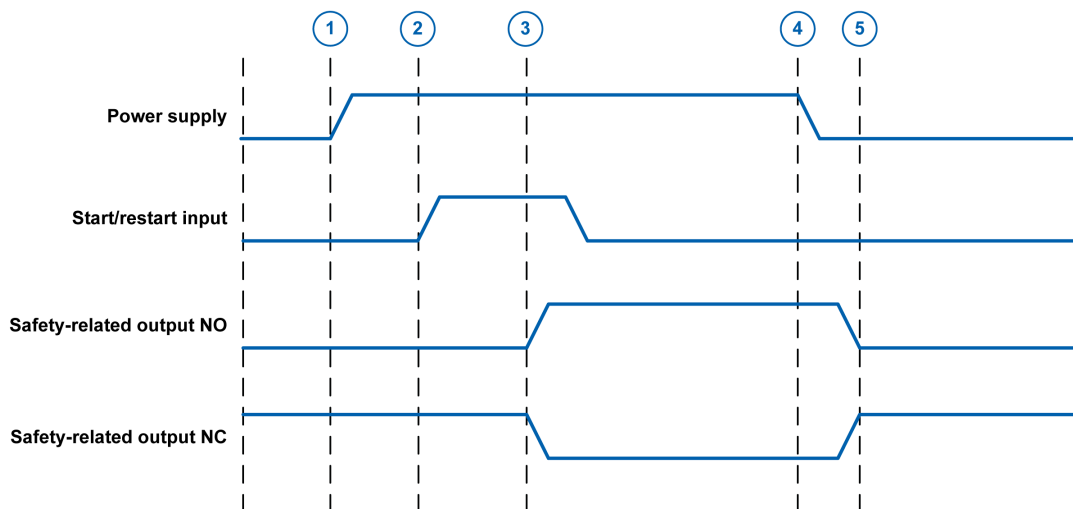 1 2 3 4 5
Power supply
Start/restart input
Safety-related output NO
Safety-related output NC